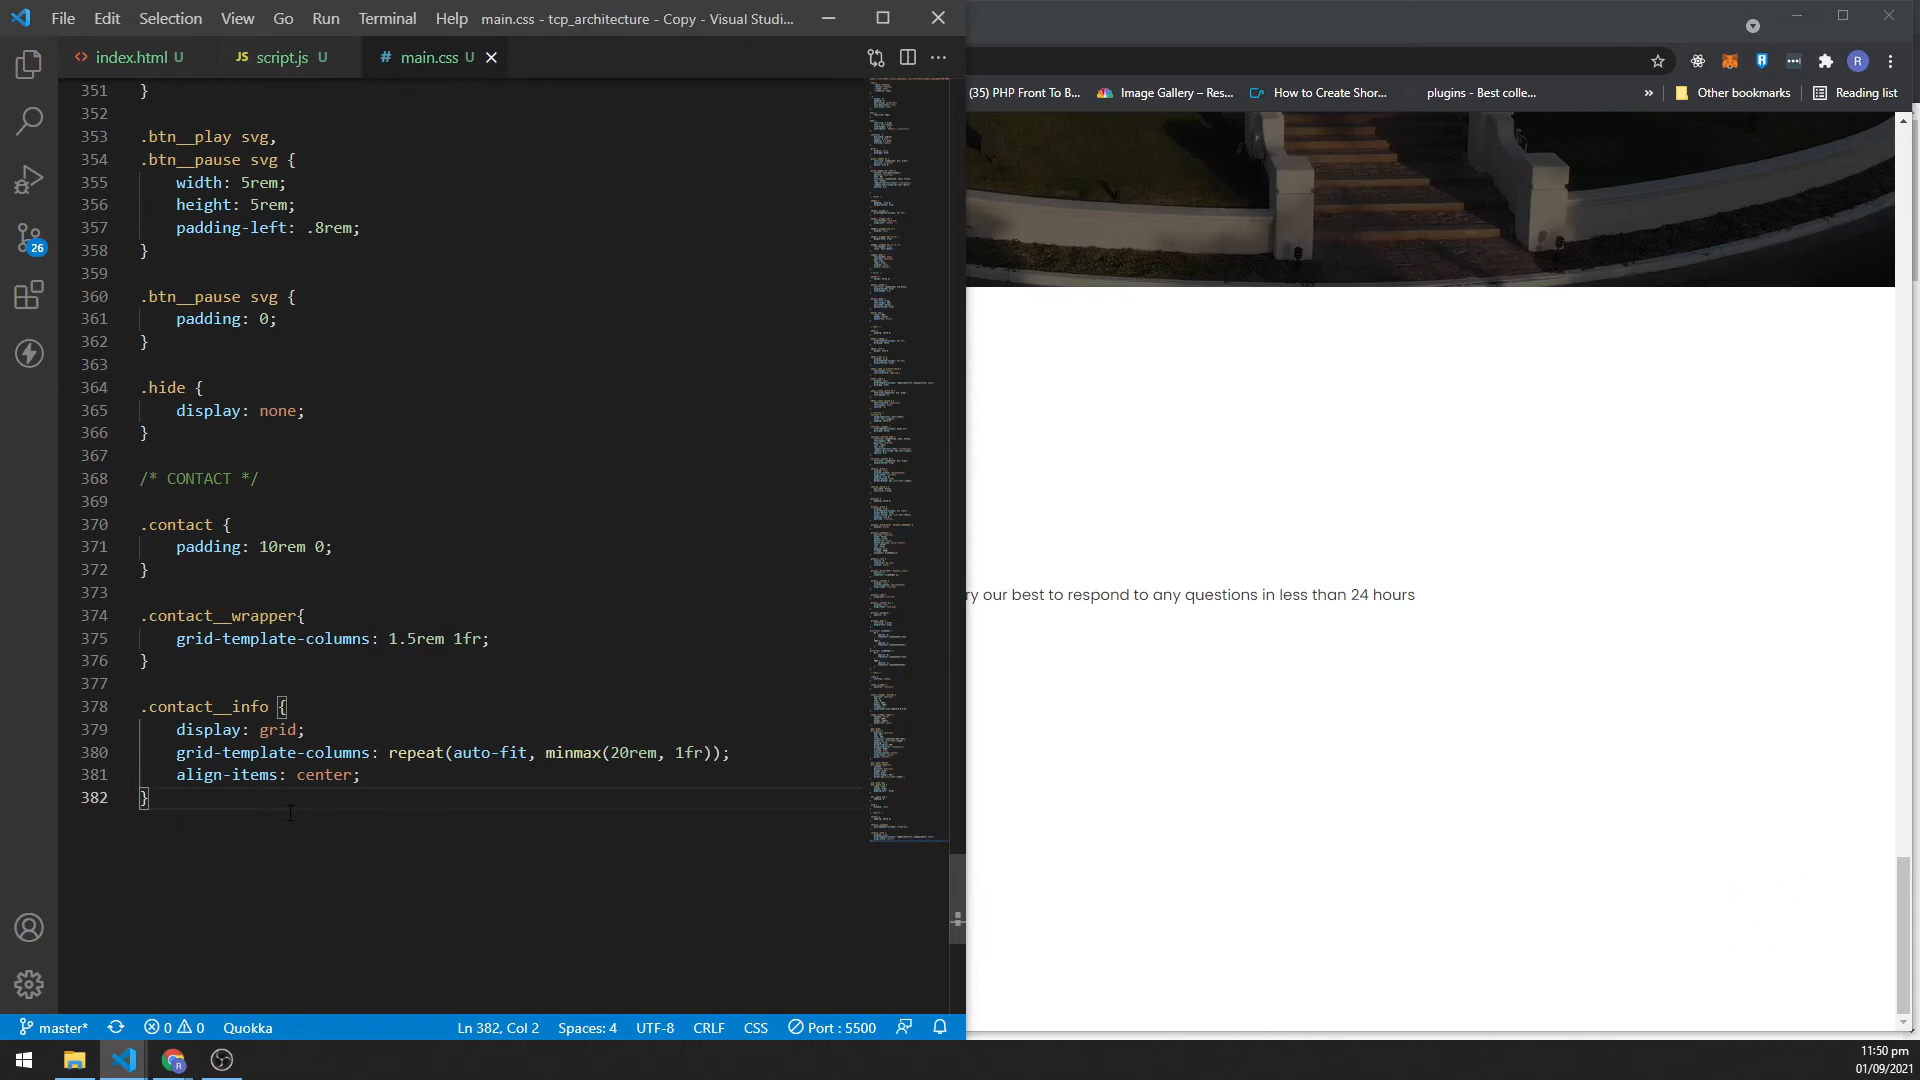 File Edit Selection View Go Run Terminal Help main.css - tcp_architecture - Copy - Visual Studi...
<> index.html U JS script.js U # main.css U
(35) PHP Front To B... Image Gallery – Res... How to Create Shor... plugins - Best colle... » Other bookmarks Reading list
R
351 }
352
353 .btn__play svg,
354 .btn__pause svg {
355 width: 5rem;
356 height: 5rem;
357 padding-left: .8rem;
358 }
359
360 .btn__pause svg {
361 padding: 0;
362 }
363
364 .hide {
365 display: none;
366 }
367
368 /* CONTACT */
369
370 .contact {
371 padding: 10rem 0;
372 }
373
374 .contact__wrapper{
375 grid-template-columns: 1.5rem 1fr;
376 }
377
378 .contact__info {
379 display: grid;
380 grid-template-columns: repeat(auto-fit, minmax(20rem, 1fr));
381 align-items: center;
382 }
26
ry our best to respond to any questions in less than 24 hours
master* 0 0 Quokka Ln 382, Col 2 Spaces: 4 UTF-8 CRLF CSS Port : 5500
11:50 pm
01/09/2021